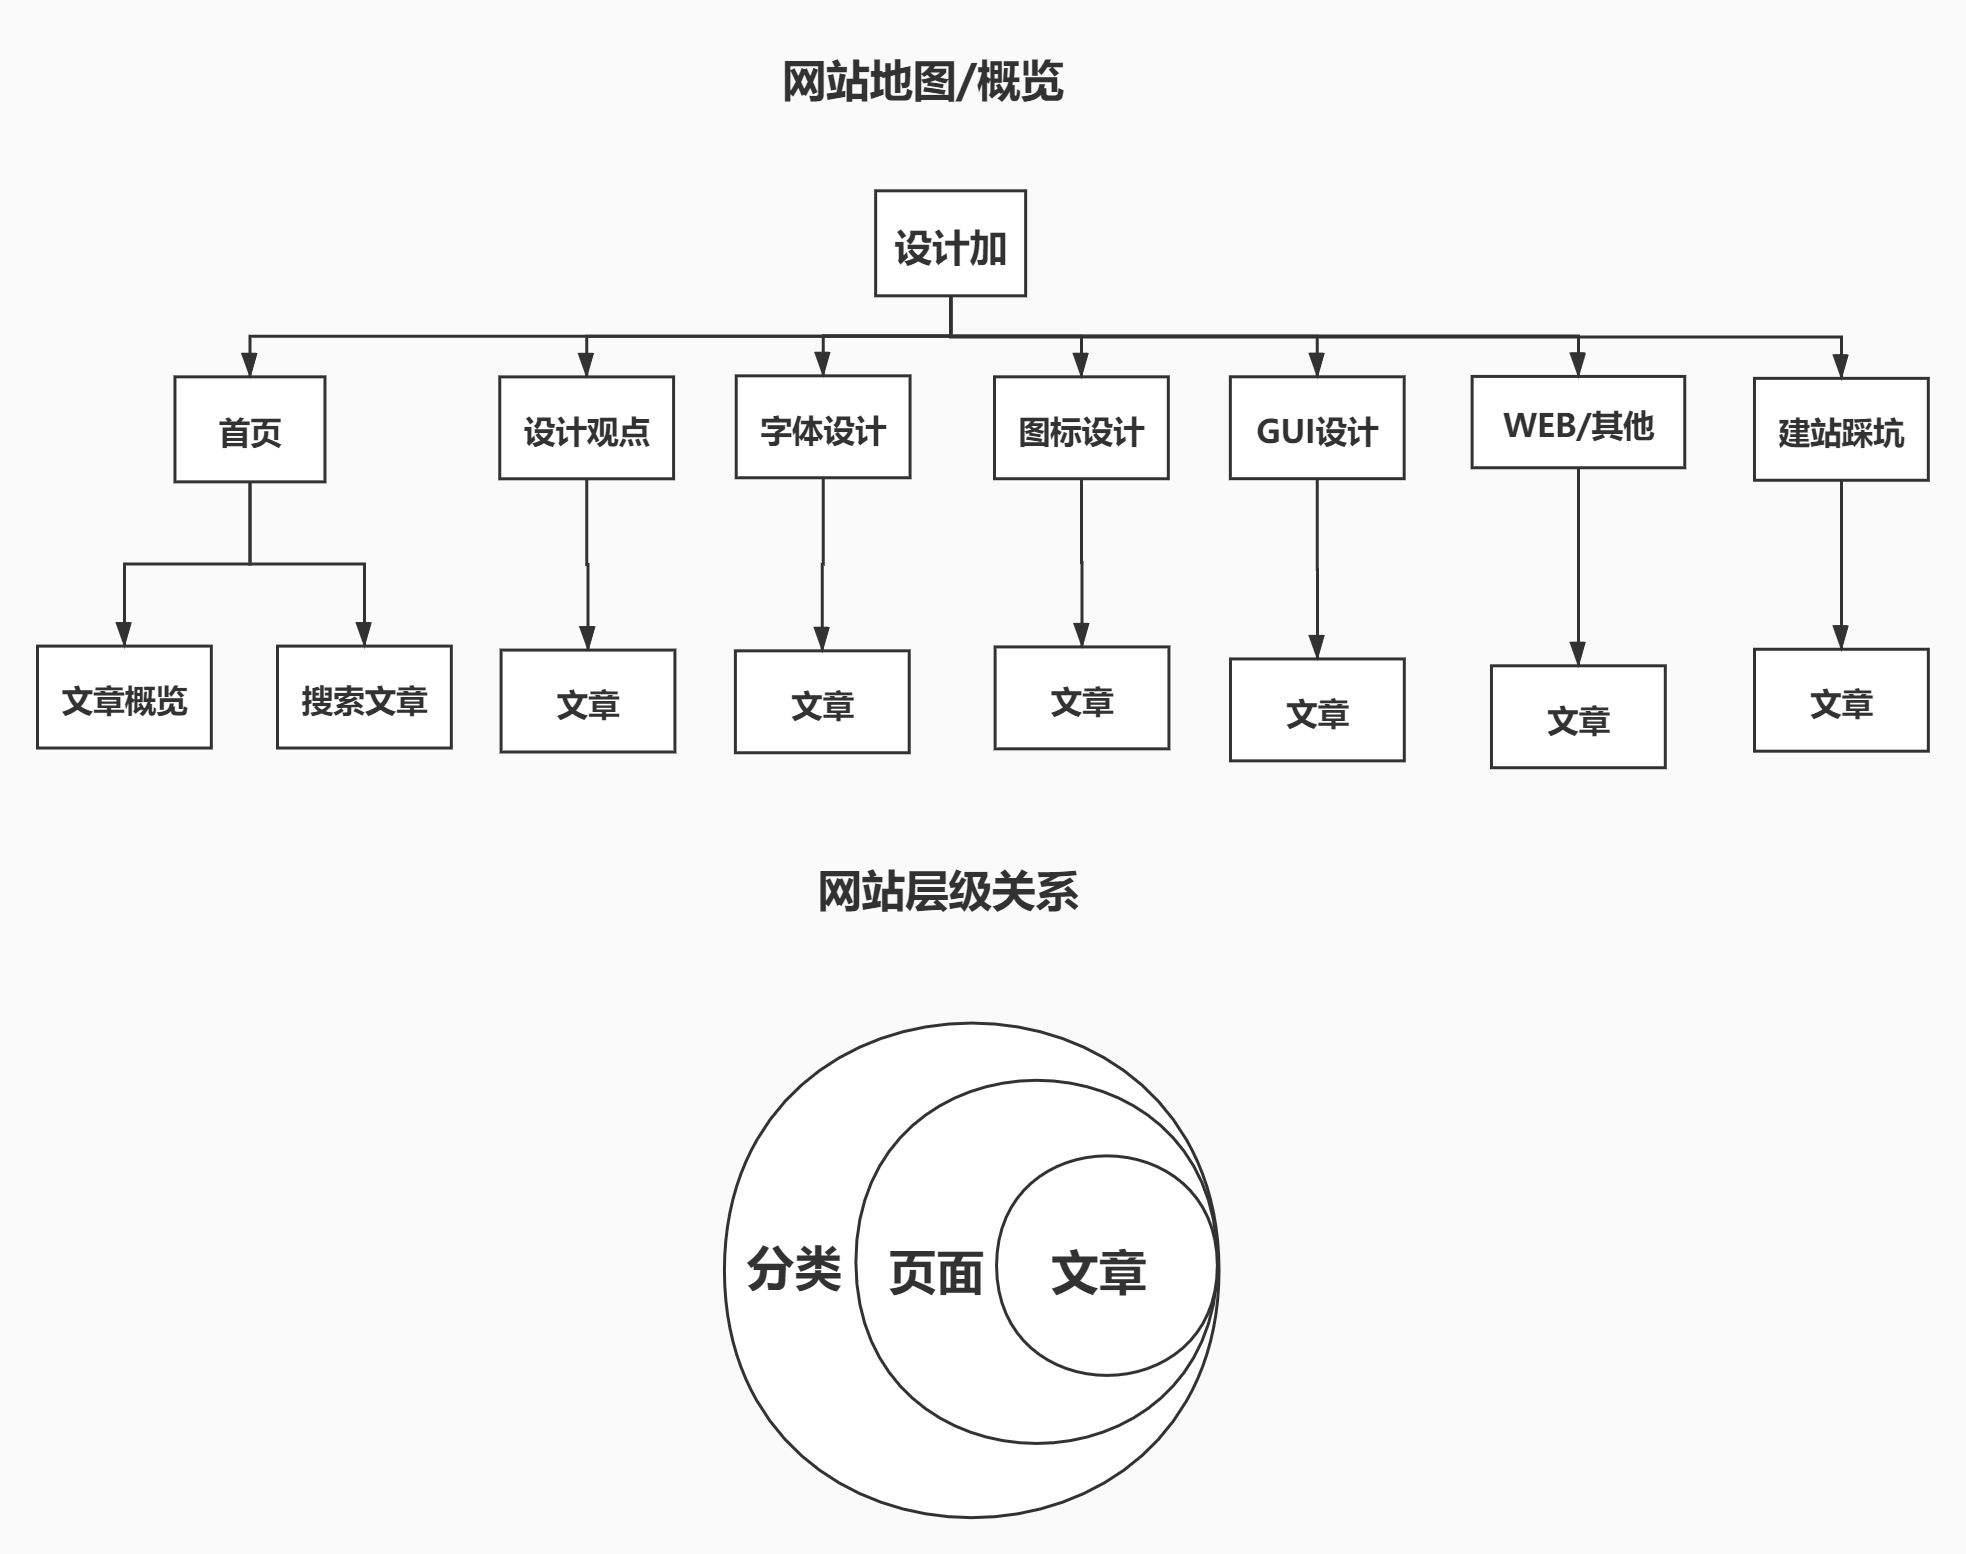 网站地图/概览
设计加
首页
设计观点
字体设计
图标设计
GUI设计
WEB/其他
建站踩坑
文章概览
搜索文章
文章
文章
文章
文章
文章
文章
网站层级关系
分类
页面
文章